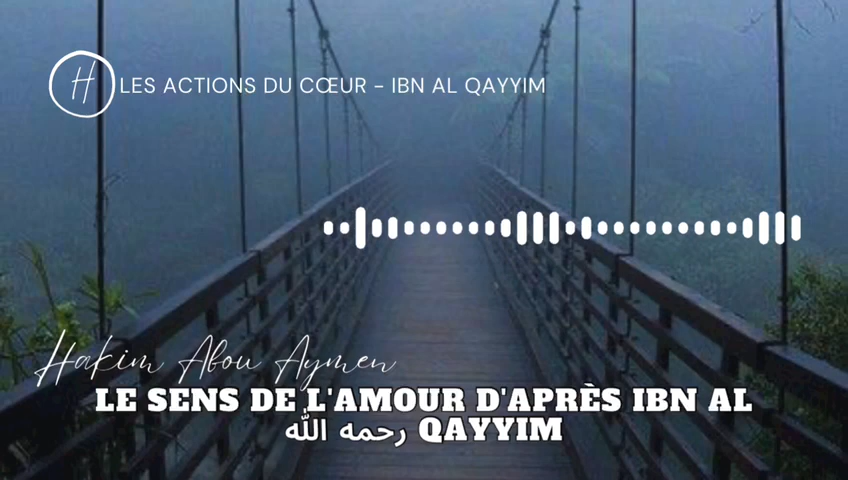 H
LES ACTIONS DU CŒUR - IBN AL QAYYIM
Hakim Abou Aymen
LE SENS DE L'AMOUR D'APRÈS IBN AL
QAYYIM رحمه الله